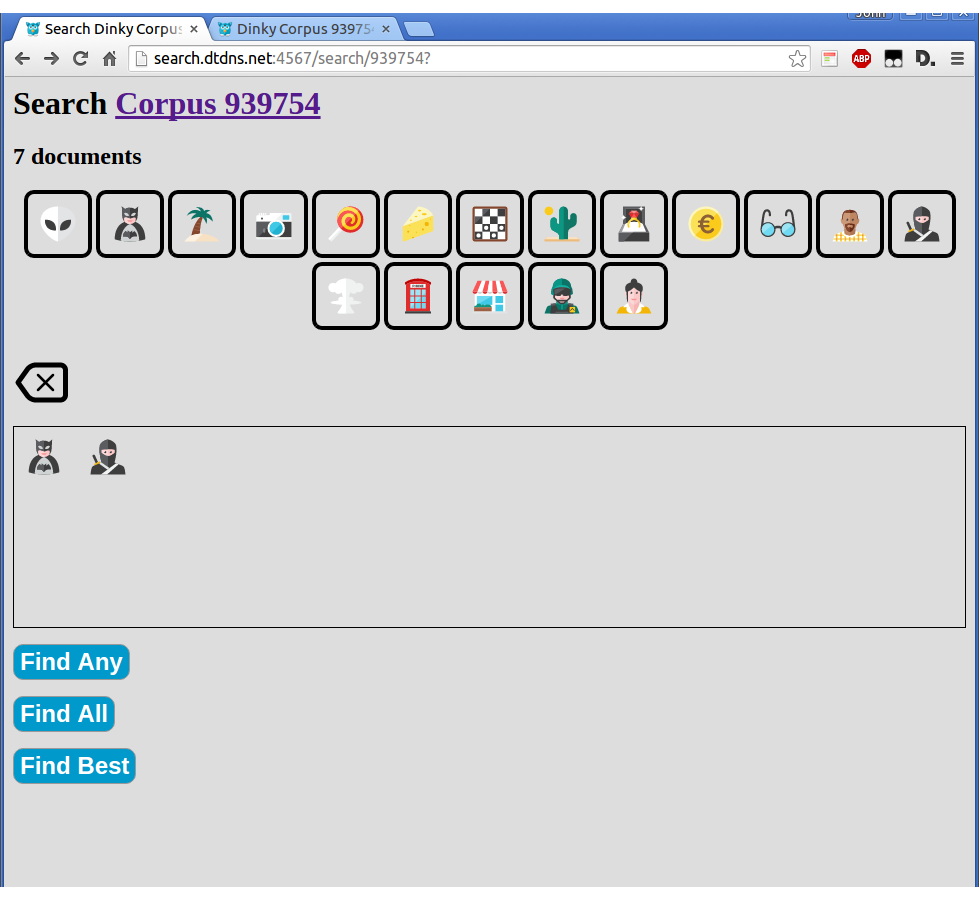 John
Search Dinky Corpus
Dinky Corpus 93975
search.dtdns.net:4567/search/939754?
ABP
D.
Search Corpus 939754
7 documents
€
Find Any
Find All
Find Best